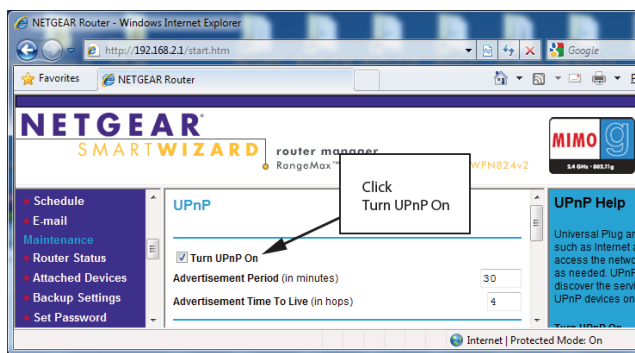 NETGEAR Router - Windows Internet Explorer
http://192.168.2.1/start.htm
Google
Favorites
NETGEAR Router
NETGEAR
SMARTWIZARD
router manager
RangeMax™
WPN824v2
MIMO g
2.4 GHz - 802.11g
Click
Turn UPnP On
Schedule
E-mail
Maintenance
Router Status
Attached Devices
Backup Settings
Set Password
UPnP
Turn UPnP On
Advertisement Period (in minutes)
30
Advertisement Time To Live (in hops)
4
UPnP Help
Universal Plug
such as Internet
access the
as needed.
discover the
UPnP devices on
Turn UPnP On
Internet | Protected Mode: On